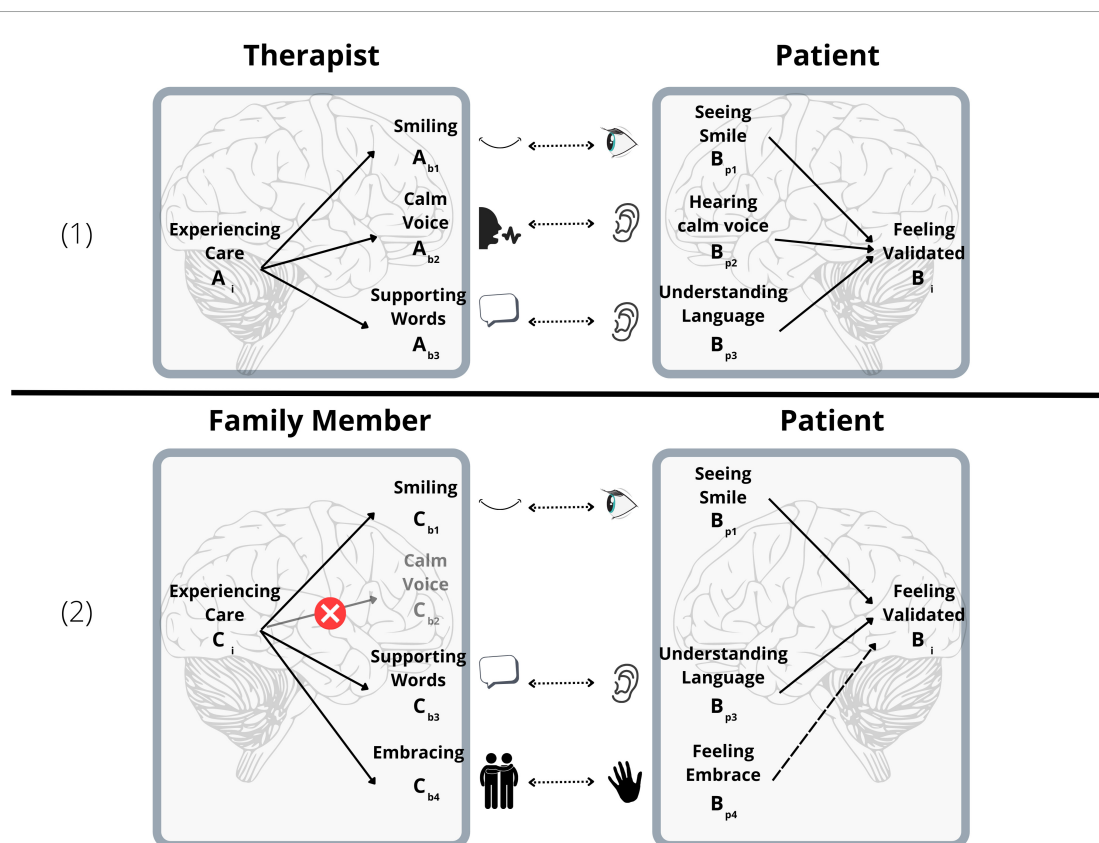 Therapist
Patient
(1)
Experiencing
Care
A i
Smiling
A b1
Calm
Voice
A b2
Supporting
Words
A b3
Seeing
Smile
B p1
Hearing
calm voice
B p2
Understanding
Language
B p3
Feeling
Validated
B i
Family Member
Patient
(2)
Experiencing
Care
C i
Smiling
C b1
Calm
Voice
C b2
Supporting
Words
C b3
Embracing
C b4
Seeing
Smile
B p1
Understanding
Language
B p3
Feeling
Embrace
B p4
Feeling
Validated
B i